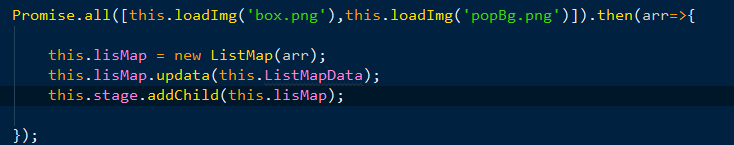 Promise.all([this.loadImg('box.png'),this.loadImg('popBg.png')]).then(arr=>{
this.lisMap = new ListMap(arr);
this.lisMap.updata(this.ListMapData);
this.stage.addChild(this.lisMap);
});